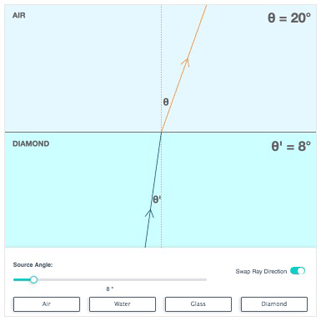 AIR
θ = 20°
θ
DIAMOND
θ' = 8°
θ'
Source Angle:
Swap Ray Direction
8 °
Air
Water
Glass
Diamond